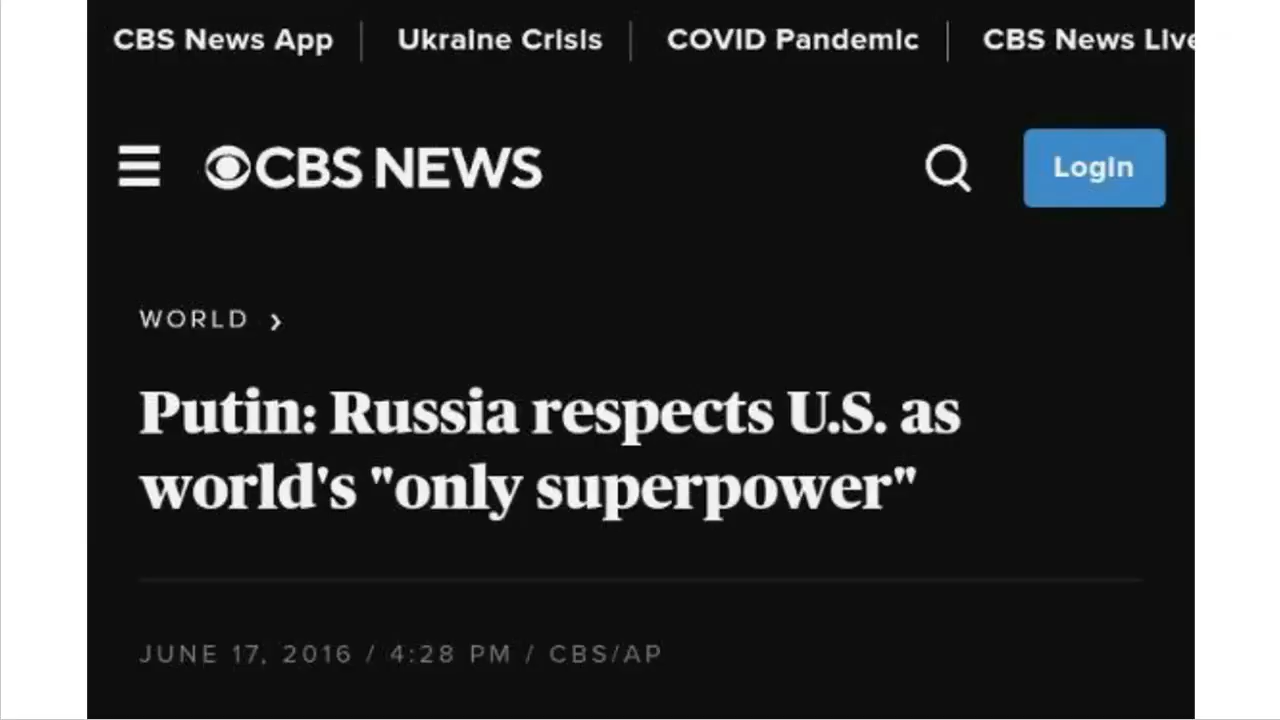 CBS News App Ukraine Crisis COVID Pandemic CBS News Live
CBS NEWS Login
WORLD
Putin: Russia respects U.S. as
world's "only superpower"
JUNE 17, 2016 / 4:28 PM / CBS/AP